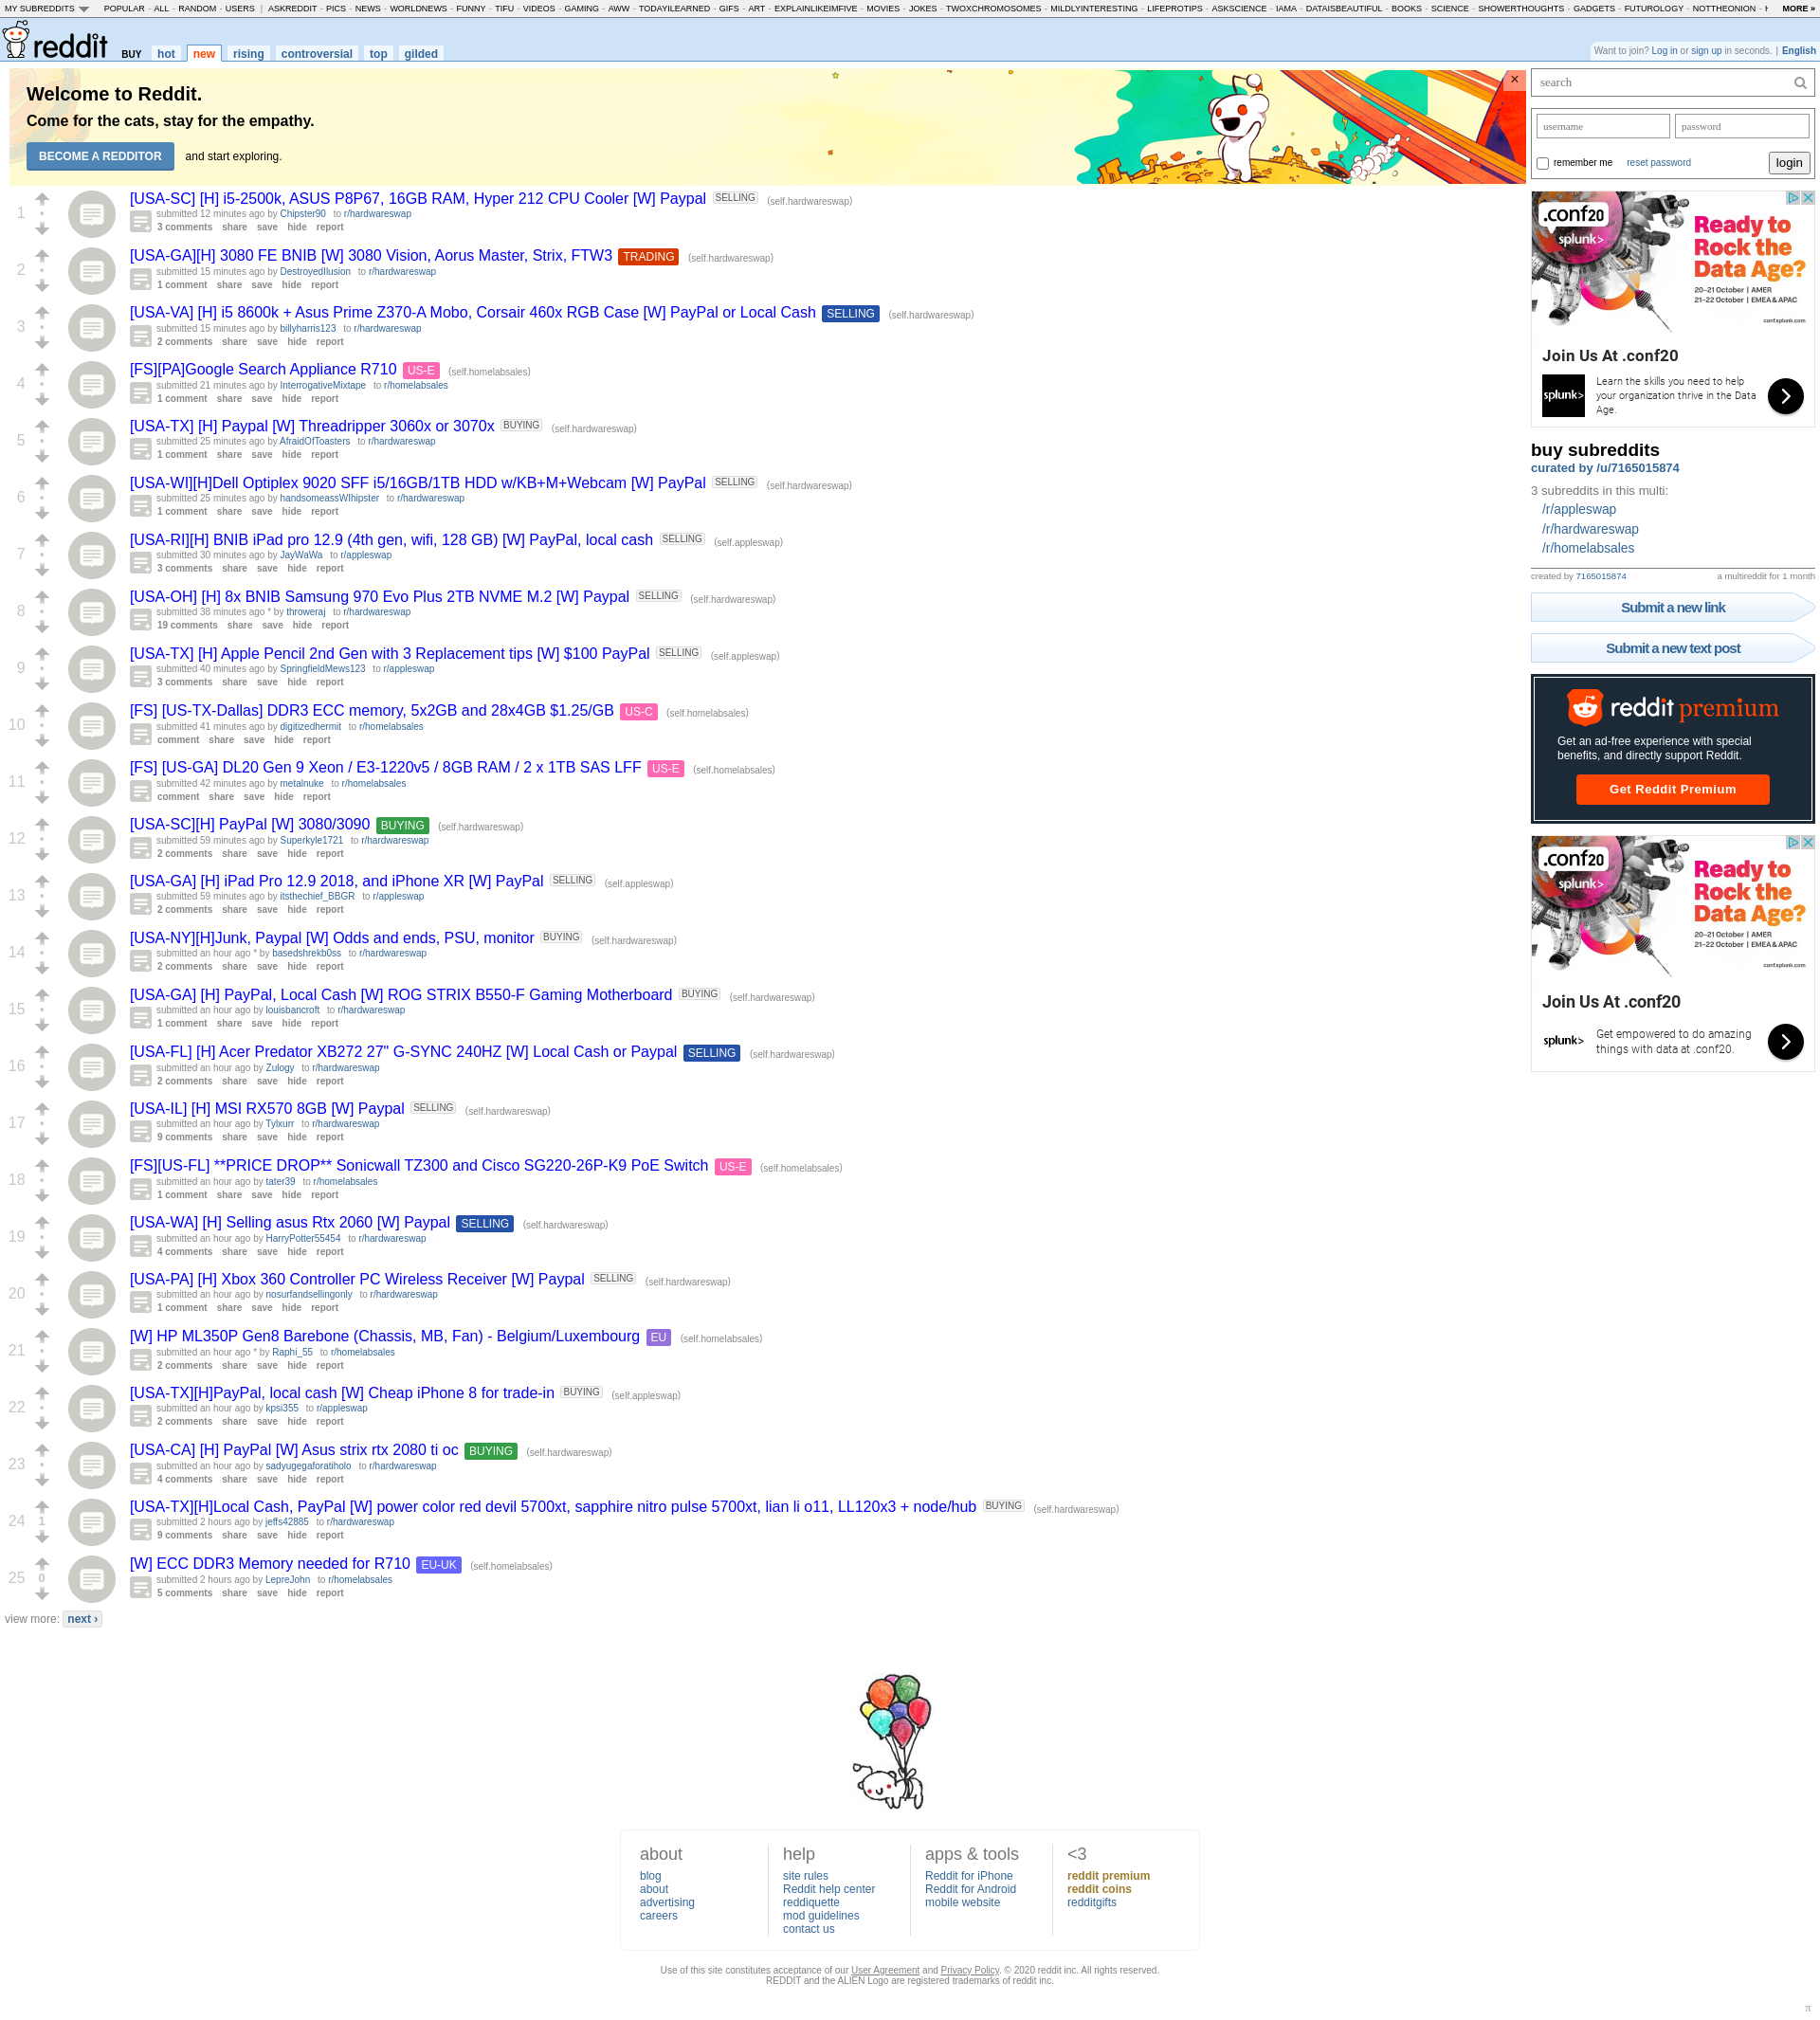 MY SUBREDDITS POPULAR - ALL - RANDOM - USERS | ASKREDDIT - PICS - NEWS - WORLDNEWS - FUNNY - TIFU - VIDEOS - GAMING - AWW - TODAYILEARNED - GIFS - ART - EXPLAINLIKEIMFIVE - MOVIES - JOKES - TWOXCHROMOSOMES - MILDLYINTERESTING - LIFEPROTIPS - ASKSCIENCE - IAMA - DATAISBEAUTIFUL - BOOKS - SCIENCE - SHOWERTHOUGHTS - GADGETS - FUTUROLOGY - NOTTHEONION - MORE »
reddit BUY hot new rising controversial top gilded
Want to join? Log in or sign up in seconds. | English
Welcome to Reddit.
Come for the cats, stay for the empathy.
BECOME A REDDITOR and start exploring.
1 [USA-SC] [H] i5-2500k, ASUS P8P67, 16GB RAM, Hyper 212 CPU Cooler [W] Paypal SELLING (self.hardwareswap)
submitted 12 minutes ago by Chipster90 to r/hardwareswap
3 comments share save hide report
2 [USA-GA][H] 3080 FE BNIB [W] 3080 Vision, Aorus Master, Strix, FTW3 TRADING (self.hardwareswap)
submitted 15 minutes ago by DestroyedIlusion to r/hardwareswap
1 comment share save hide report
3 [USA-VA] [H] i5 8600k + Asus Prime Z370-A Mobo, Corsair 460x RGB Case [W] PayPal or Local Cash SELLING (self.hardwareswap)
submitted 15 minutes ago by billyharris123 to r/hardwareswap
2 comments share save hide report
4 [FS][PA]Google Search Appliance R710 US-E (self.homelabsales)
submitted 21 minutes ago by InterrogativeMixtape to r/homelabsales
1 comment share save hide report
5 [USA-TX] [H] Paypal [W] Threadripper 3060x or 3070x BUYING (self.hardwareswap)
submitted 25 minutes ago by AfraidOfToasters to r/hardwareswap
1 comment share save hide report
6 [USA-WI][H]Dell Optiplex 9020 SFF i5/16GB/1TB HDD w/KB+M+Webcam [W] PayPal SELLING (self.hardwareswap)
submitted 25 minutes ago by handsomeassWIhipster to r/hardwareswap
1 comment share save hide report
7 [USA-RI][H] BNIB iPad pro 12.9 (4th gen, wifi, 128 GB) [W] PayPal, local cash SELLING (self.appleswap)
submitted 30 minutes ago by JayWaWa to r/appleswap
3 comments share save hide report
8 [USA-OH] [H] 8x BNIB Samsung 970 Evo Plus 2TB NVME M.2 [W] Paypal SELLING (self.hardwareswap)
submitted 38 minutes ago * by throweraj to r/hardwareswap
19 comments share save hide report
9 [USA-TX] [H] Apple Pencil 2nd Gen with 3 Replacement tips [W] $100 PayPal SELLING (self.appleswap)
submitted 40 minutes ago by SpringfieldMews123 to r/appleswap
3 comments share save hide report
10 [FS] [US-TX-Dallas] DDR3 ECC memory, 5x2GB and 28x4GB $1.25/GB US-C (self.homelabsales)
submitted 41 minutes ago by digitizedhermit to r/homelabsales
comment share save hide report
11 [FS] [US-GA] DL20 Gen 9 Xeon / E3-1220v5 / 8GB RAM / 2 x 1TB SAS LFF US-E (self.homelabsales)
submitted 42 minutes ago by metalnuke to r/homelabsales
comment share save hide report
12 [USA-SC][H] PayPal [W] 3080/3090 BUYING (self.hardwareswap)
submitted 59 minutes ago by Superkyle1721 to r/hardwareswap
2 comments share save hide report
13 [USA-GA] [H] iPad Pro 12.9 2018, and iPhone XR [W] PayPal SELLING (self.appleswap)
submitted 59 minutes ago by itsthechief_BBGR to r/appleswap
2 comments share save hide report
14 [USA-NY][H]Junk, Paypal [W] Odds and ends, PSU, monitor BUYING (self.hardwareswap)
submitted an hour ago * by basedshrekb0ss to r/hardwareswap
2 comments share save hide report
15 [USA-GA] [H] PayPal, Local Cash [W] ROG STRIX B550-F Gaming Motherboard BUYING (self.hardwareswap)
submitted an hour ago by louisbancroft to r/hardwareswap
1 comment share save hide report
16 [USA-FL] [H] Acer Predator XB272 27" G-SYNC 240HZ [W] Local Cash or Paypal SELLING (self.hardwareswap)
submitted an hour ago by Zulogy to r/hardwareswap
2 comments share save hide report
17 [USA-IL] [H] MSI RX570 8GB [W] Paypal SELLING (self.hardwareswap)
submitted an hour ago by Tylxurr to r/hardwareswap
9 comments share save hide report
18 [FS][US-FL] **PRICE DROP** Sonicwall TZ300 and Cisco SG220-26P-K9 PoE Switch US-E (self.homelabsales)
submitted an hour ago by tater39 to r/homelabsales
1 comment share save hide report
19 [USA-WA] [H] Selling asus Rtx 2060 [W] Paypal SELLING (self.hardwareswap)
submitted an hour ago by HarryPotter55454 to r/hardwareswap
4 comments share save hide report
20 [USA-PA] [H] Xbox 360 Controller PC Wireless Receiver [W] Paypal SELLING (self.hardwareswap)
submitted an hour ago by nosurfandsellingonly to r/hardwareswap
1 comment share save hide report
21 [W] HP ML350P Gen8 Barebone (Chassis, MB, Fan) - Belgium/Luxembourg EU (self.homelabsales)
submitted an hour ago * by Raphi_55 to r/homelabsales
2 comments share save hide report
22 [USA-TX][H]PayPal, local cash [W] Cheap iPhone 8 for trade-in BUYING (self.appleswap)
submitted an hour ago by kpsi355 to r/appleswap
2 comments share save hide report
23 [USA-CA] [H] PayPal [W] Asus strix rtx 2080 ti oc BUYING (self.hardwareswap)
submitted an hour ago by sadyugegaforatiholo to r/hardwareswap
4 comments share save hide report
24 1 [USA-TX][H]Local Cash, PayPal [W] power color red devil 5700xt, sapphire nitro pulse 5700xt, lian li o11, LL120x3 + node/hub BUYING (self.hardwareswap)
submitted 2 hours ago by jeffs42885 to r/hardwareswap
9 comments share save hide report
25 0 [W] ECC DDR3 Memory needed for R710 EU-UK (self.homelabsales)
submitted 2 hours ago by LepreJohn to r/homelabsales
5 comments share save hide report
view more: next ›
search
username password
remember me reset password login
.conf20
splunk>
Ready to
Rock the
Data Age?
20–21 October | AMER
21–22 October | EMEA & APAC
conf.splunk.com
Join Us At .conf20
splunk>
Learn the skills you need to help
your organization thrive in the Data
Age.
buy subreddits
curated by /u/7165015874
3 subreddits in this multi:
/r/appleswap
/r/hardwareswap
/r/homelabsales
created by 7165015874 a multireddit for 1 month
Submit a new link
Submit a new text post
reddit premium
Get an ad-free experience with special
benefits, and directly support Reddit.
Get Reddit Premium
.conf20
splunk>
Ready to
Rock the
Data Age?
20–21 October | AMER
21–22 October | EMEA & APAC
conf.splunk.com
Join Us At .conf20
splunk>
Get empowered to do amazing
things with data at .conf20.
about
blog
about
advertising
careers
help
site rules
Reddit help center
reddiquette
mod guidelines
contact us
apps & tools
Reddit for iPhone
Reddit for Android
mobile website
<3
reddit premium
reddit coins
redditgifts
Use of this site constitutes acceptance of our User Agreement and Privacy Policy. © 2020 reddit inc. All rights reserved.
REDDIT and the ALIEN Logo are registered trademarks of reddit inc.
π